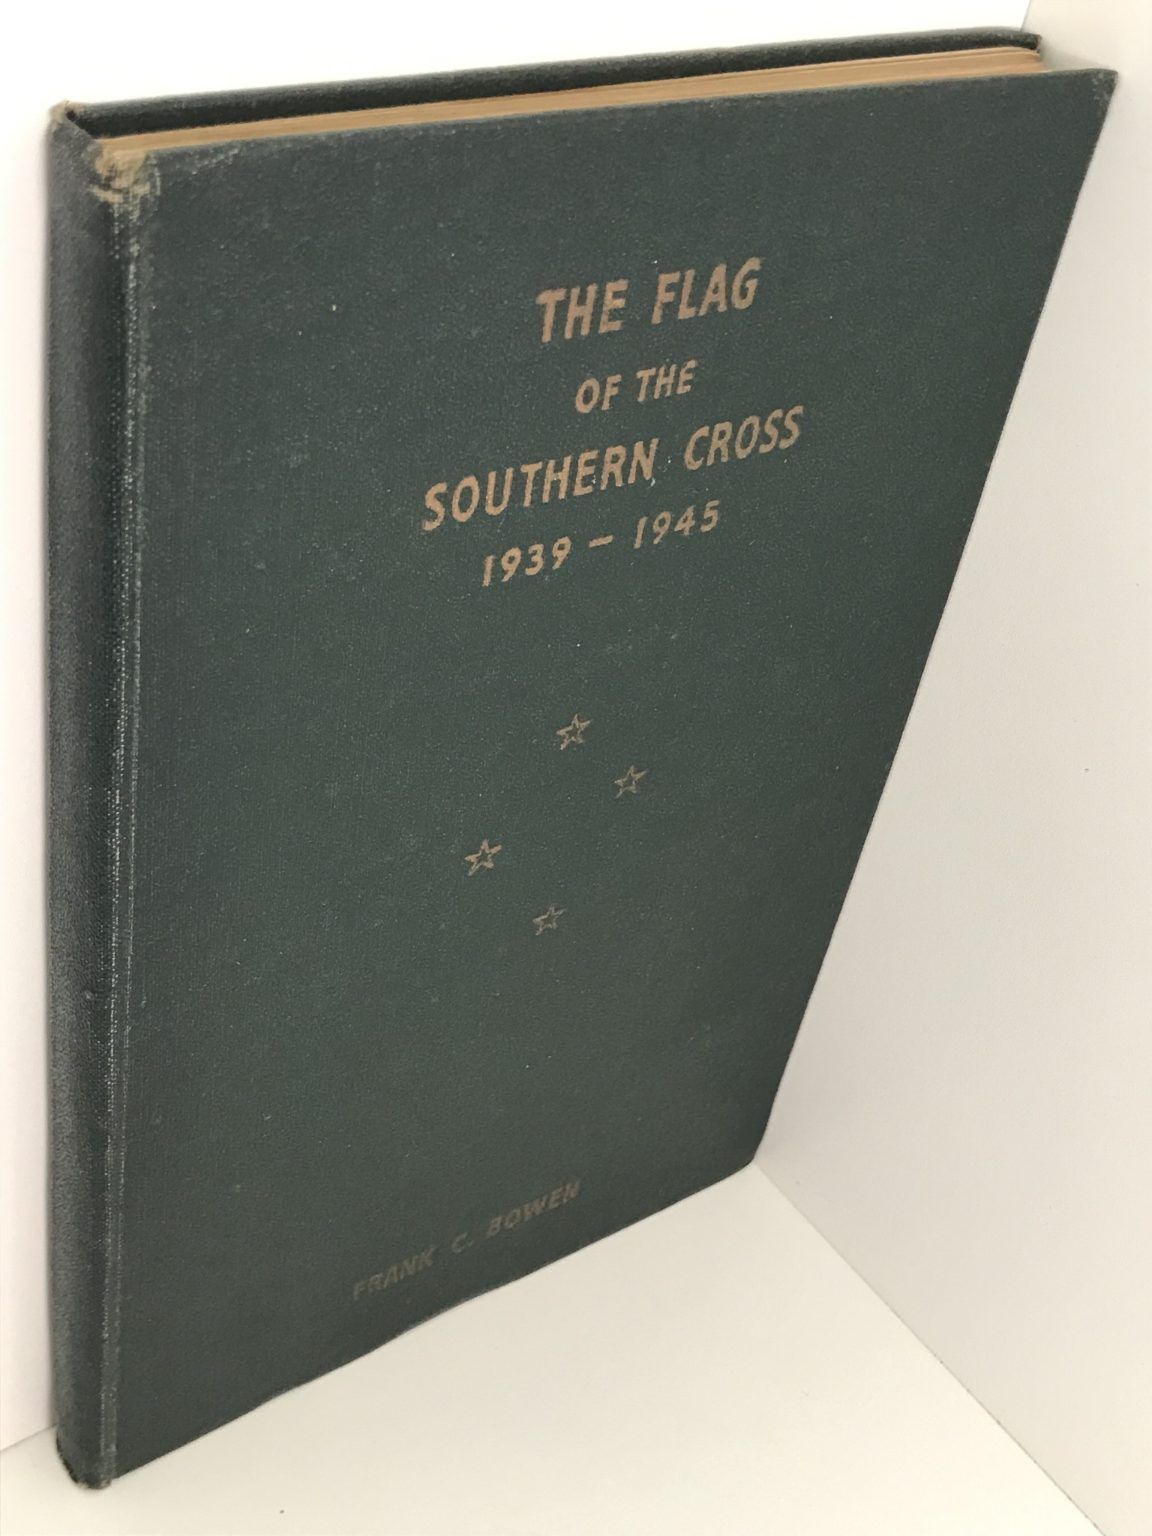 THE FLAG
OF THE
SOUTHERN CROSS
1939 - 1945
FRANK C. BOWEN